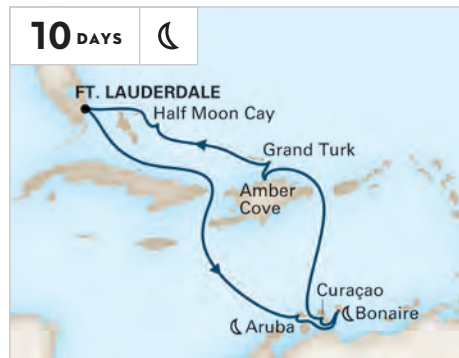 10 DAYS
FT. LAUDERDALE
Half Moon Cay
Grand Turk
Amber
Cove
Curaçao
Bonaire
Aruba